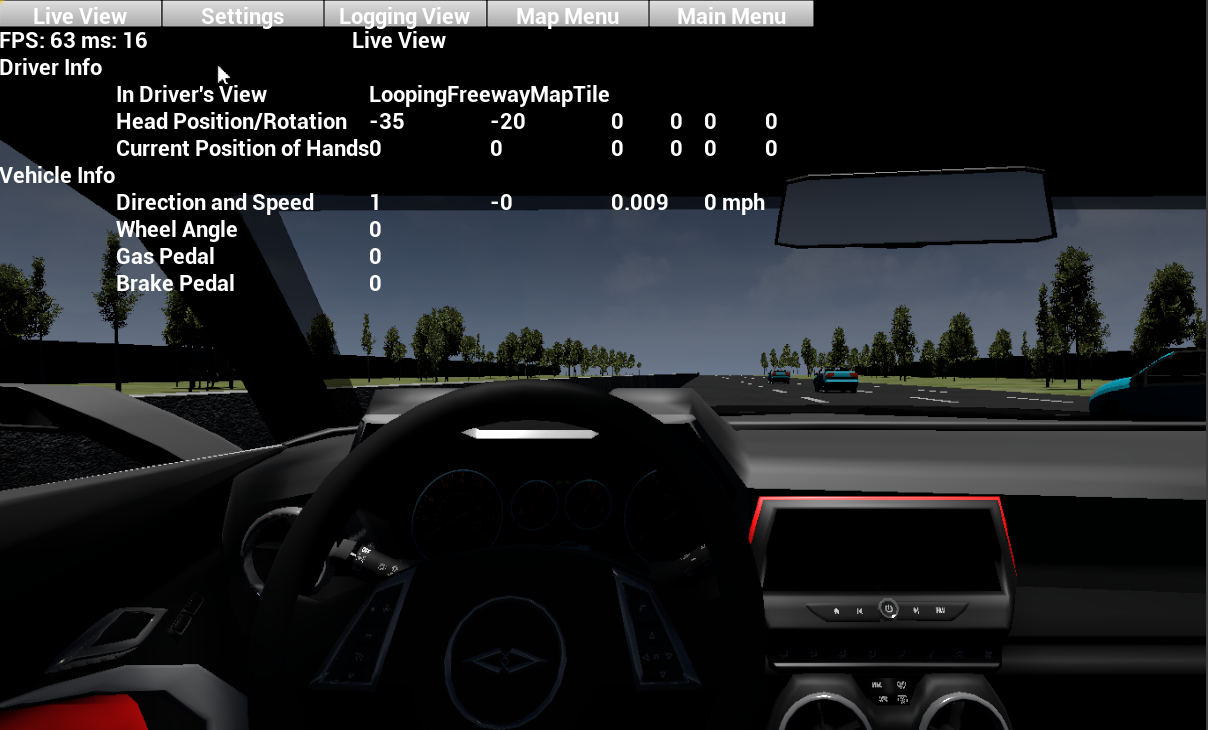 Live View Settings Logging View Map Menu Main Menu
FPS: 63 ms: 16 Live View
Driver Info
In Driver's View LoopingFreewayMapTile
Head Position/Rotation -35 -20 0 0 0 0
Current Position of Hands0 0 0 0 0 0
Vehicle Info
Direction and Speed 1 -0 0.009 0 mph
Wheel Angle 0
Gas Pedal 0
Brake Pedal 0
OFF